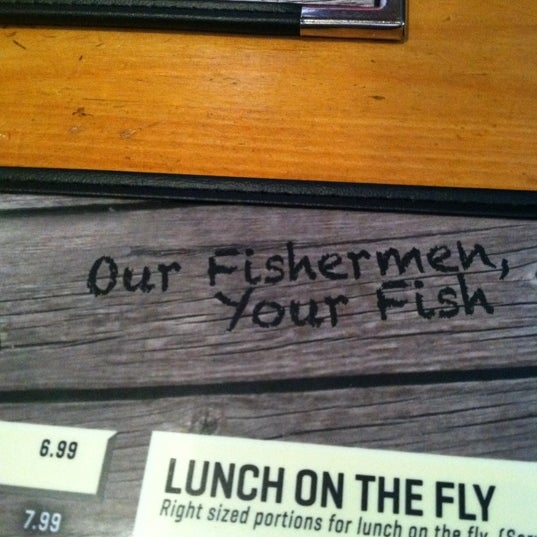 Our Fishermen,
Your Fish
6.99
7.99
LUNCH ON THE FLY
Right sized portions for lunch on the fly.